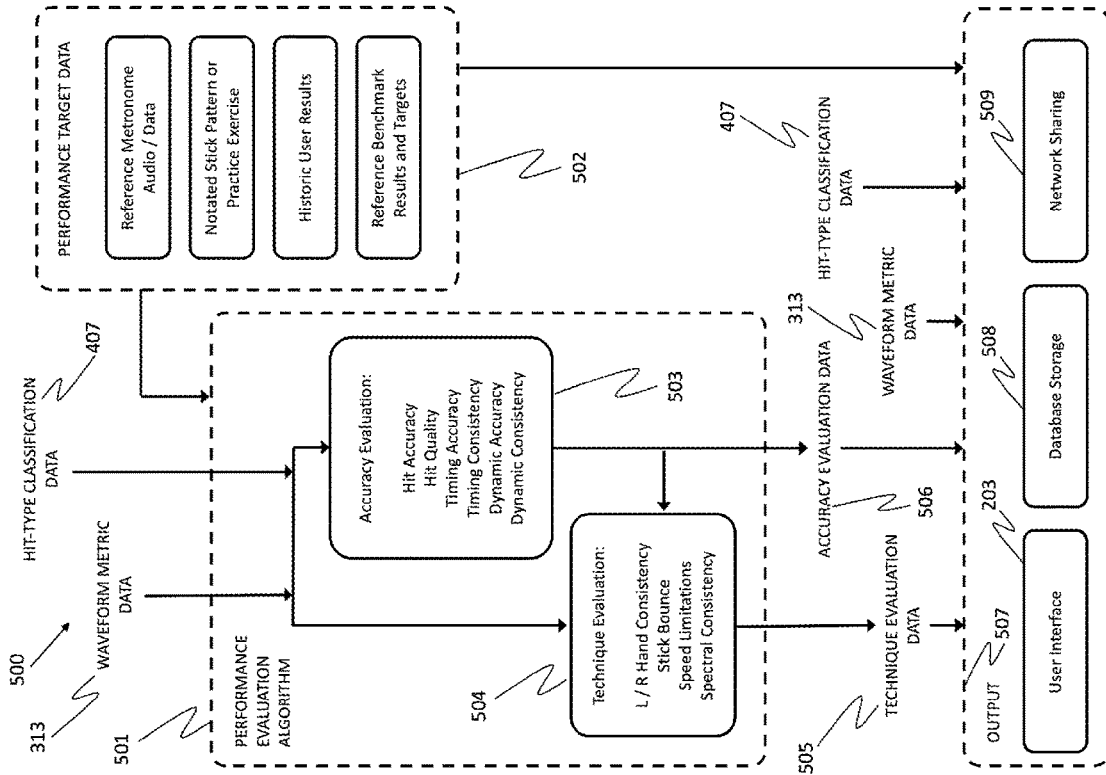 500
313
WAVEFORM METRIC
DATA
HIT-TYPE CLASSIFICATION
DATA
407
PERFORMANCE TARGET DATA
Reference Metronome
Audio / Data
Notated Stick Pattern or
Practice Exercise
Historic User Results
Reference Benchmark
Results and Targets
502
501
PERFORMANCE
EVALUATION
ALGORITHM
Accuracy Evaluation:
Hit Accuracy
Hit Quality
Timing Accuracy
Timing Consistency
Dynamic Accuracy
Dynamic Consistency
503
504
Technique Evaluation:
L / R Hand Consistency
Stick Bounce
Speed Limitations
Spectral Consistency
505
TECHNIQUE EVALUATION
DATA
506
ACCURACY EVALUATION DATA
313
WAVEFORM METRIC
DATA
407
HIT-TYPE CLASSIFICATION
DATA
OUTPUT
507
203
User Interface
508
Database Storage
509
Network Sharing